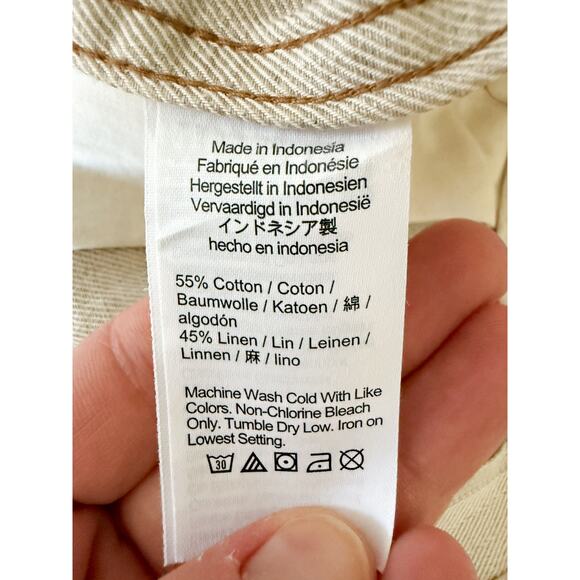 Made in Indonesia
Fabriqué en Indonésie
Hergestellt in Indonesien
Vervaardigd in Indonesië
インドネシア製
hecho en indonesia
55% Cotton / Coton /
Baumwolle / Katoen / 綿 /
algodón
45% Linen / Lin / Leinen /
Linnen / 麻 / lino
Machine Wash Cold With Like
Colors. Non-Chlorine Bleach
Only. Tumble Dry Low. Iron on
Lowest Setting.
30